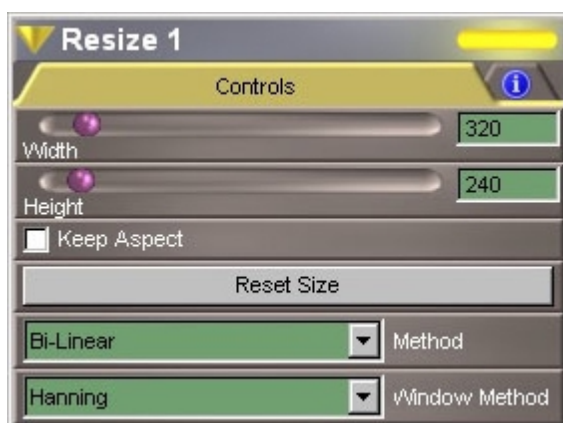 Resize 1
Controls i
320
Width
240
Height
Keep Aspect
Reset Size
Bi-Linear Method
Hanning Window Method